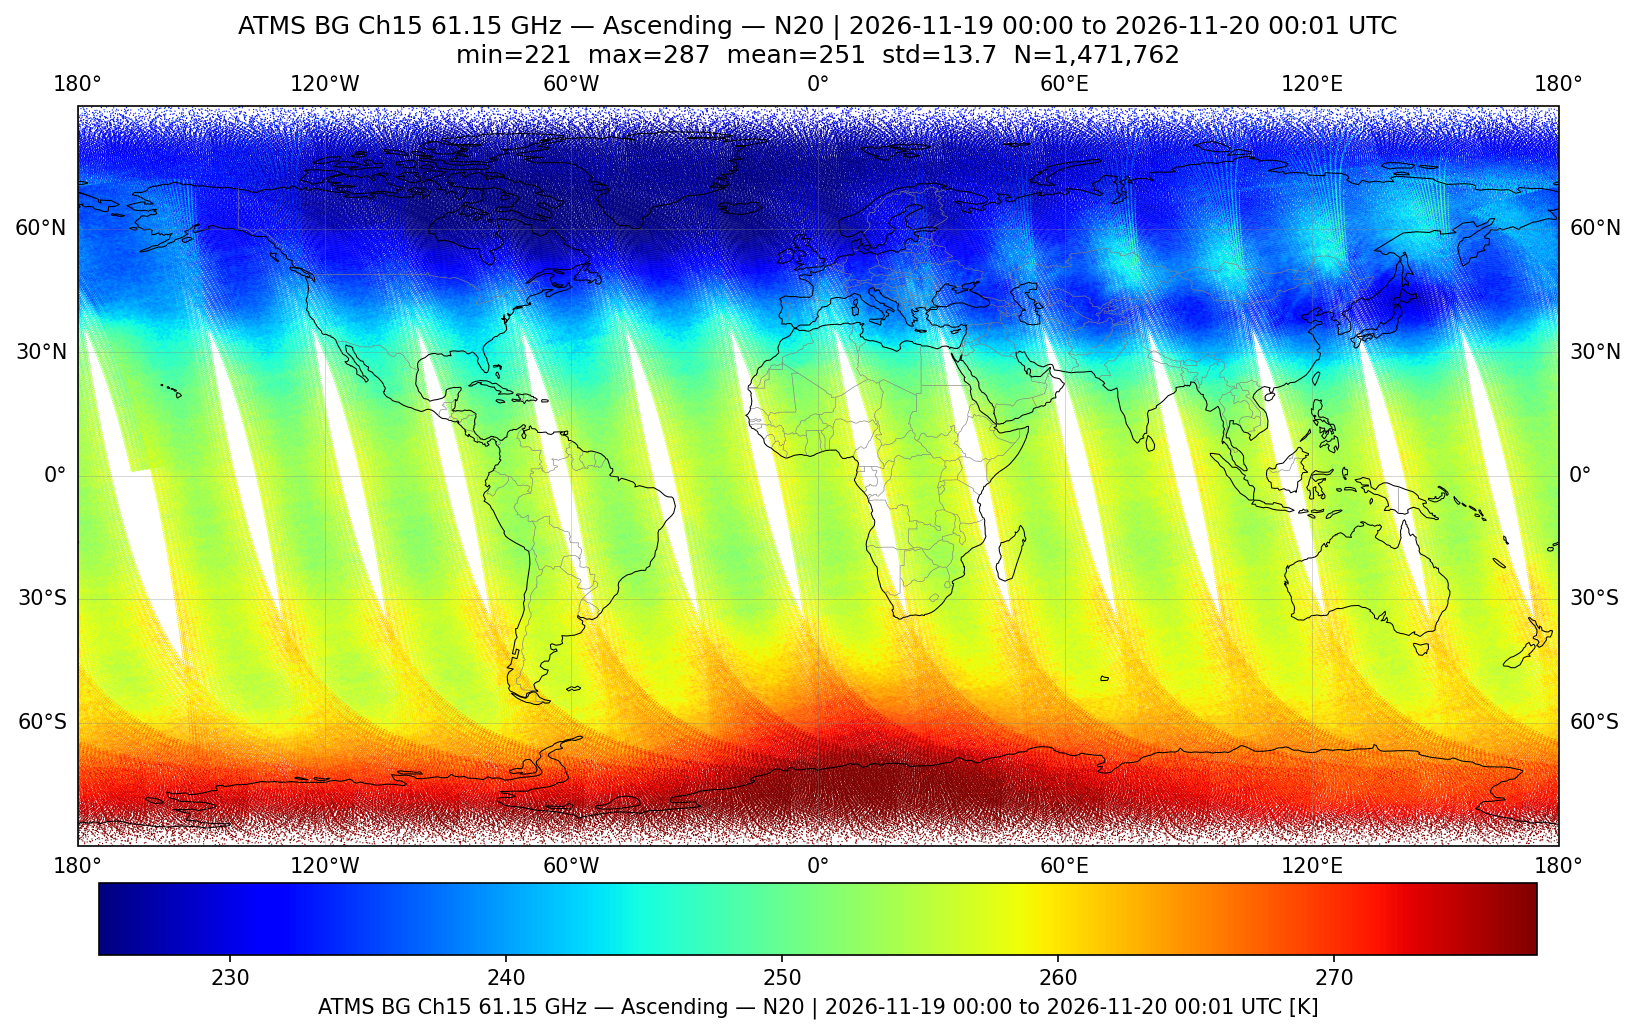 ATMS BG Ch15 61.15 GHz — Ascending — N20 | 2026-11-19 00:00 to 2026-11-20 00:01 UTC
min=221 max=287 mean=251 std=13.7 N=1,471,762
180° 120°W 60°W 0° 60°E 120°E 180°
60°N 60°N
30°N 30°N
0° 0°
30°S 30°S
60°S 60°S
180° 120°W 60°W 0° 60°E 120°E 180°
230 240 250 260 270
ATMS BG Ch15 61.15 GHz — Ascending — N20 | 2026-11-19 00:00 to 2026-11-20 00:01 UTC [K]